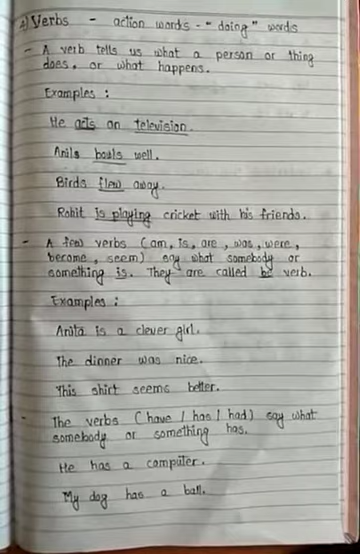 2) Verbs - action words - "doing" words
- A verb tells us what a person or thing
does, or what happens.
Examples :
He acts on television.
Anils bowls well.
Birds flew away.
Rohit is playing cricket with his friends.
- A few verbs (am, is, are, was, were,
become, seem) say what somebody or
something is. They are called be verb.
Examples :
Anita is a clever girl.
The dinner was nice.
This shirt seems better.
- The verbs (have / has / had) say what
somebody or something has.
He has a computer.
My dog has a ball.